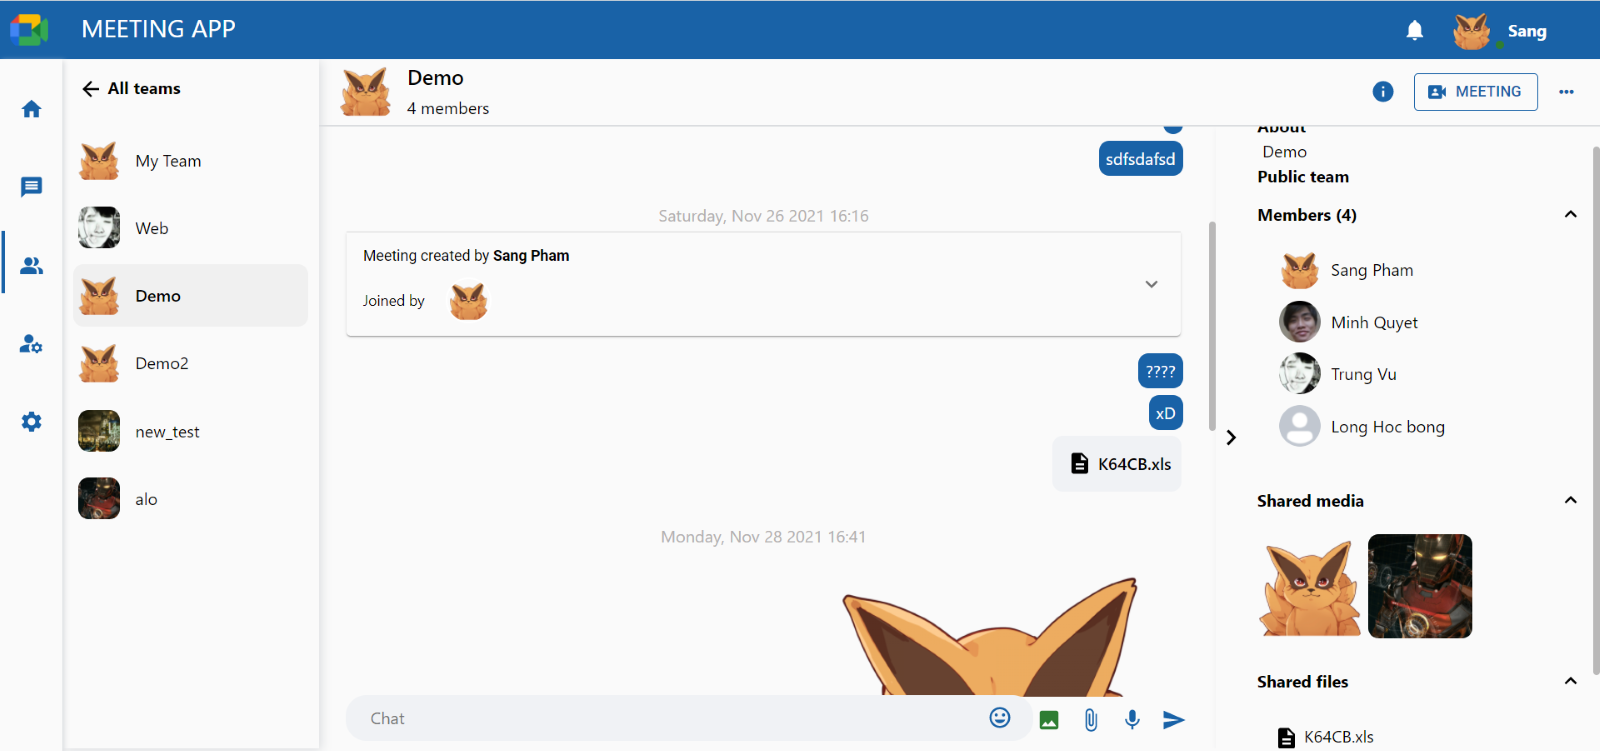 MEETING APP
Sang
All teams
My Team
Web
Demo
Demo2
new_test
alo
Demo
4 members
MEETING
sdfsdafsd
Saturday, Nov 26 2021 16:16
Meeting created by Sang Pham
Joined by
????
xD
K64CB.xls
Monday, Nov 28 2021 16:41
Chat
About
Demo
Public team
Members (4)
Sang Pham
Minh Quyet
Trung Vu
Long Hoc bong
Shared media
Shared files
K64CB.xls